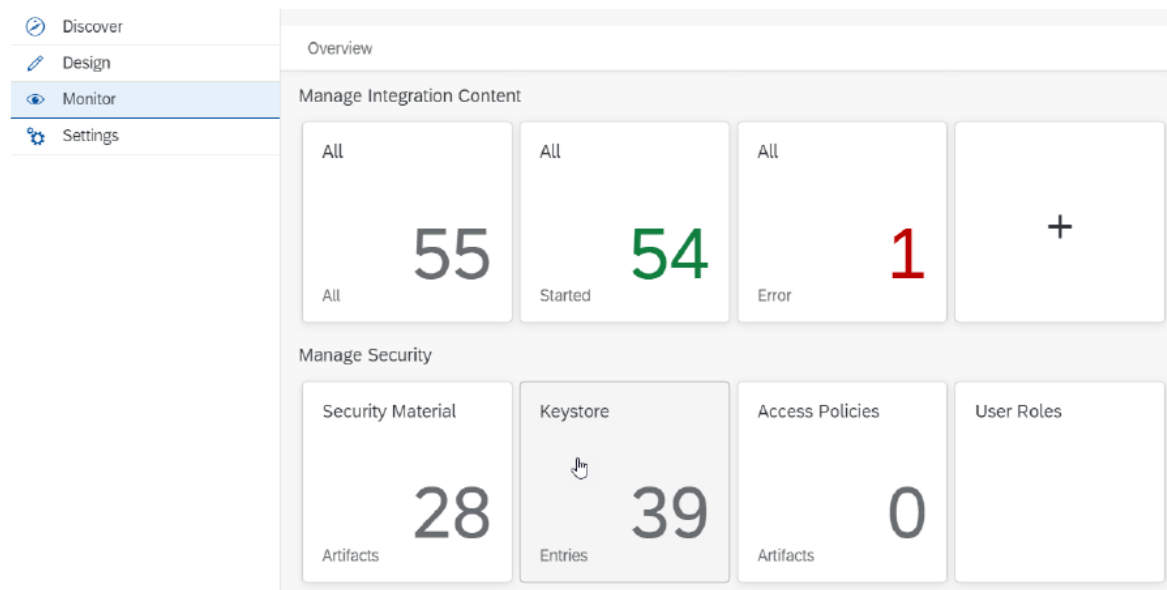 Discover
Design
Monitor
Settings
Overview
Manage Integration Content
All
55
All
All
54
Started
All
1
Error
+
Manage Security
Security Material
28
Artifacts
Keystore
39
Entries
Access Policies
0
Artifacts
User Roles